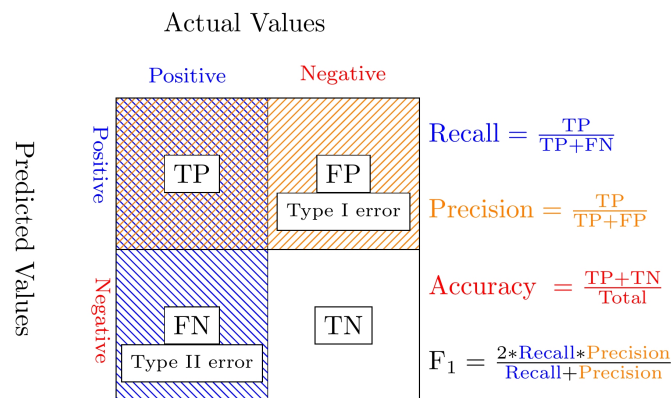 Actual Values
Positive Negative
Predicted Values
Positive
Negative
TP
FP
Type I error
FN
Type II error
TN
Recall = TP/TP+FN
Precision = TP/TP+FP
Accuracy = TP+TN/Total
F₁ = 2*Recall*Precision/Recall+Precision